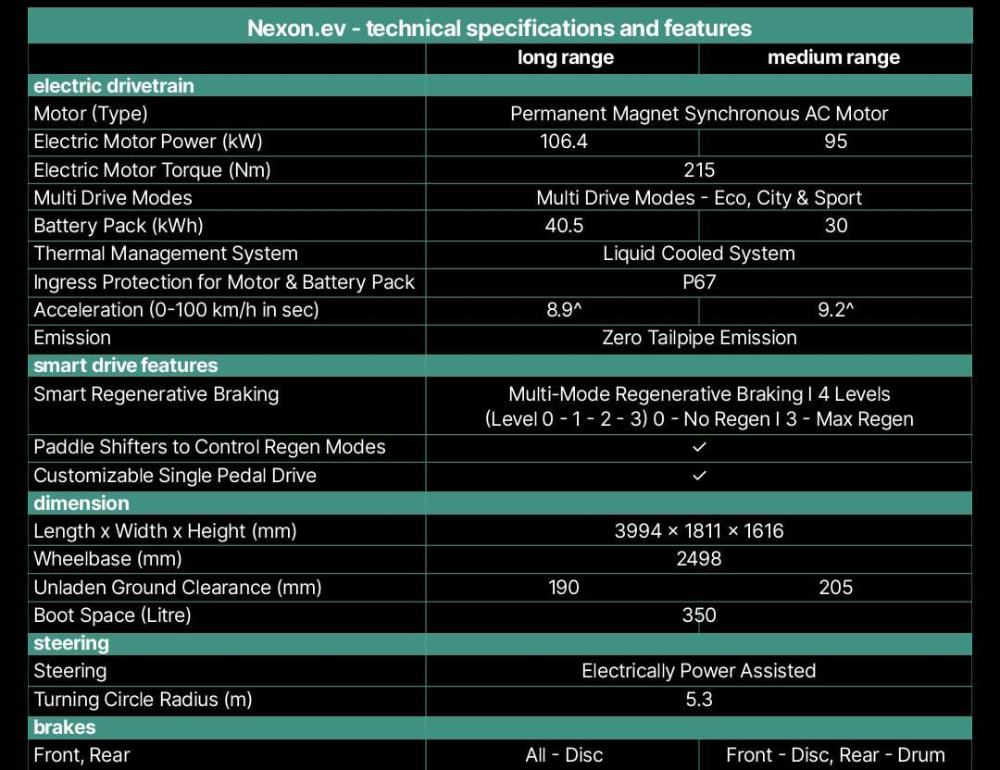 Nexon.ev - technical specifications and features
long range medium range
electric drivetrain
Motor (Type) Permanent Magnet Synchronous AC Motor
Electric Motor Power (kW) 106.4 95
Electric Motor Torque (Nm) 215
Multi Drive Modes Multi Drive Modes - Eco, City & Sport
Battery Pack (kWh) 40.5 30
Thermal Management System Liquid Cooled System
Ingress Protection for Motor & Battery Pack P67
Acceleration (0-100 km/h in sec) 8.9^ 9.2^
Emission Zero Tailpipe Emission
smart drive features
Smart Regenerative Braking Multi-Mode Regenerative Braking I 4 Levels
(Level 0 - 1 - 2 - 3) 0 - No Regen I 3 - Max Regen
Paddle Shifters to Control Regen Modes ✓
Customizable Single Pedal Drive ✓
dimension
Length x Width x Height (mm) 3994 × 1811 × 1616
Wheelbase (mm) 2498
Unladen Ground Clearance (mm) 190 205
Boot Space (Litre) 350
steering
Steering Electrically Power Assisted
Turning Circle Radius (m) 5.3
brakes
Front, Rear All - Disc Front - Disc, Rear - Drum